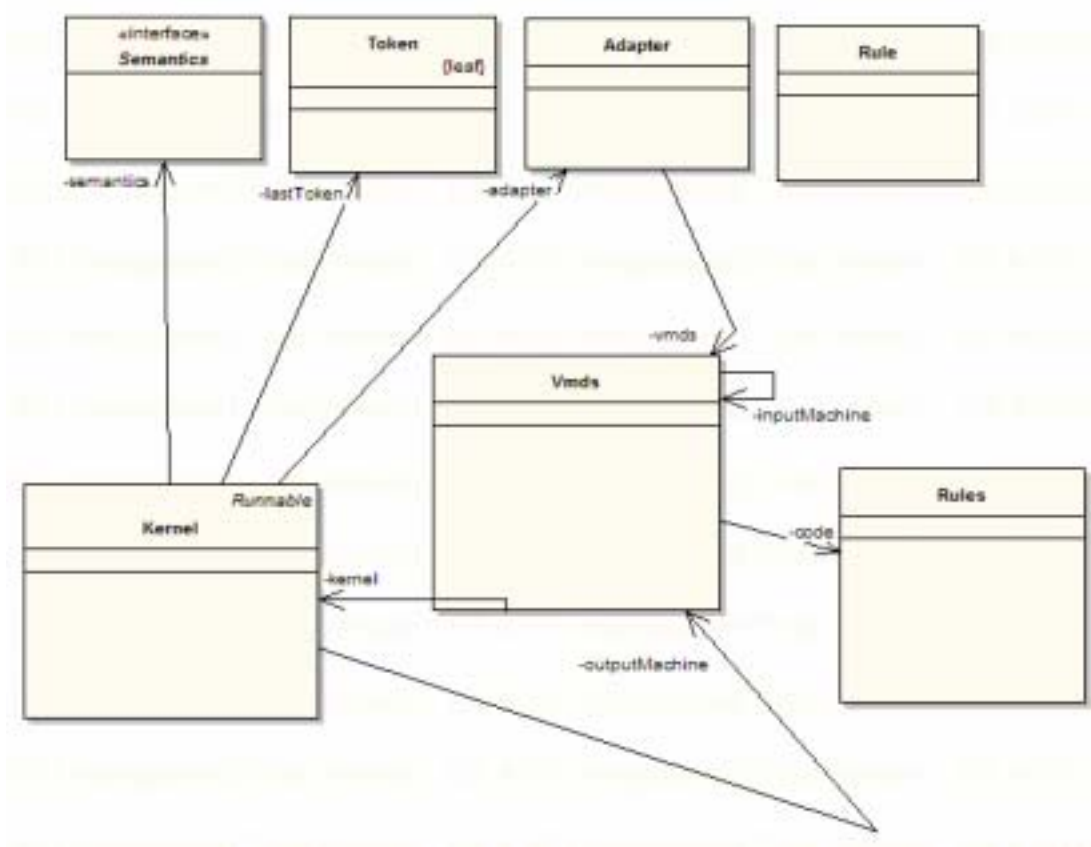 «interface»
Semantics
Token
{leaf}
Adapter
Rule
-semantics
-lastToken
-adapter
-vmds
Vmds
-inputMachine
Runnable
Kernel
Rules
-code
-kernel
-outputMachine